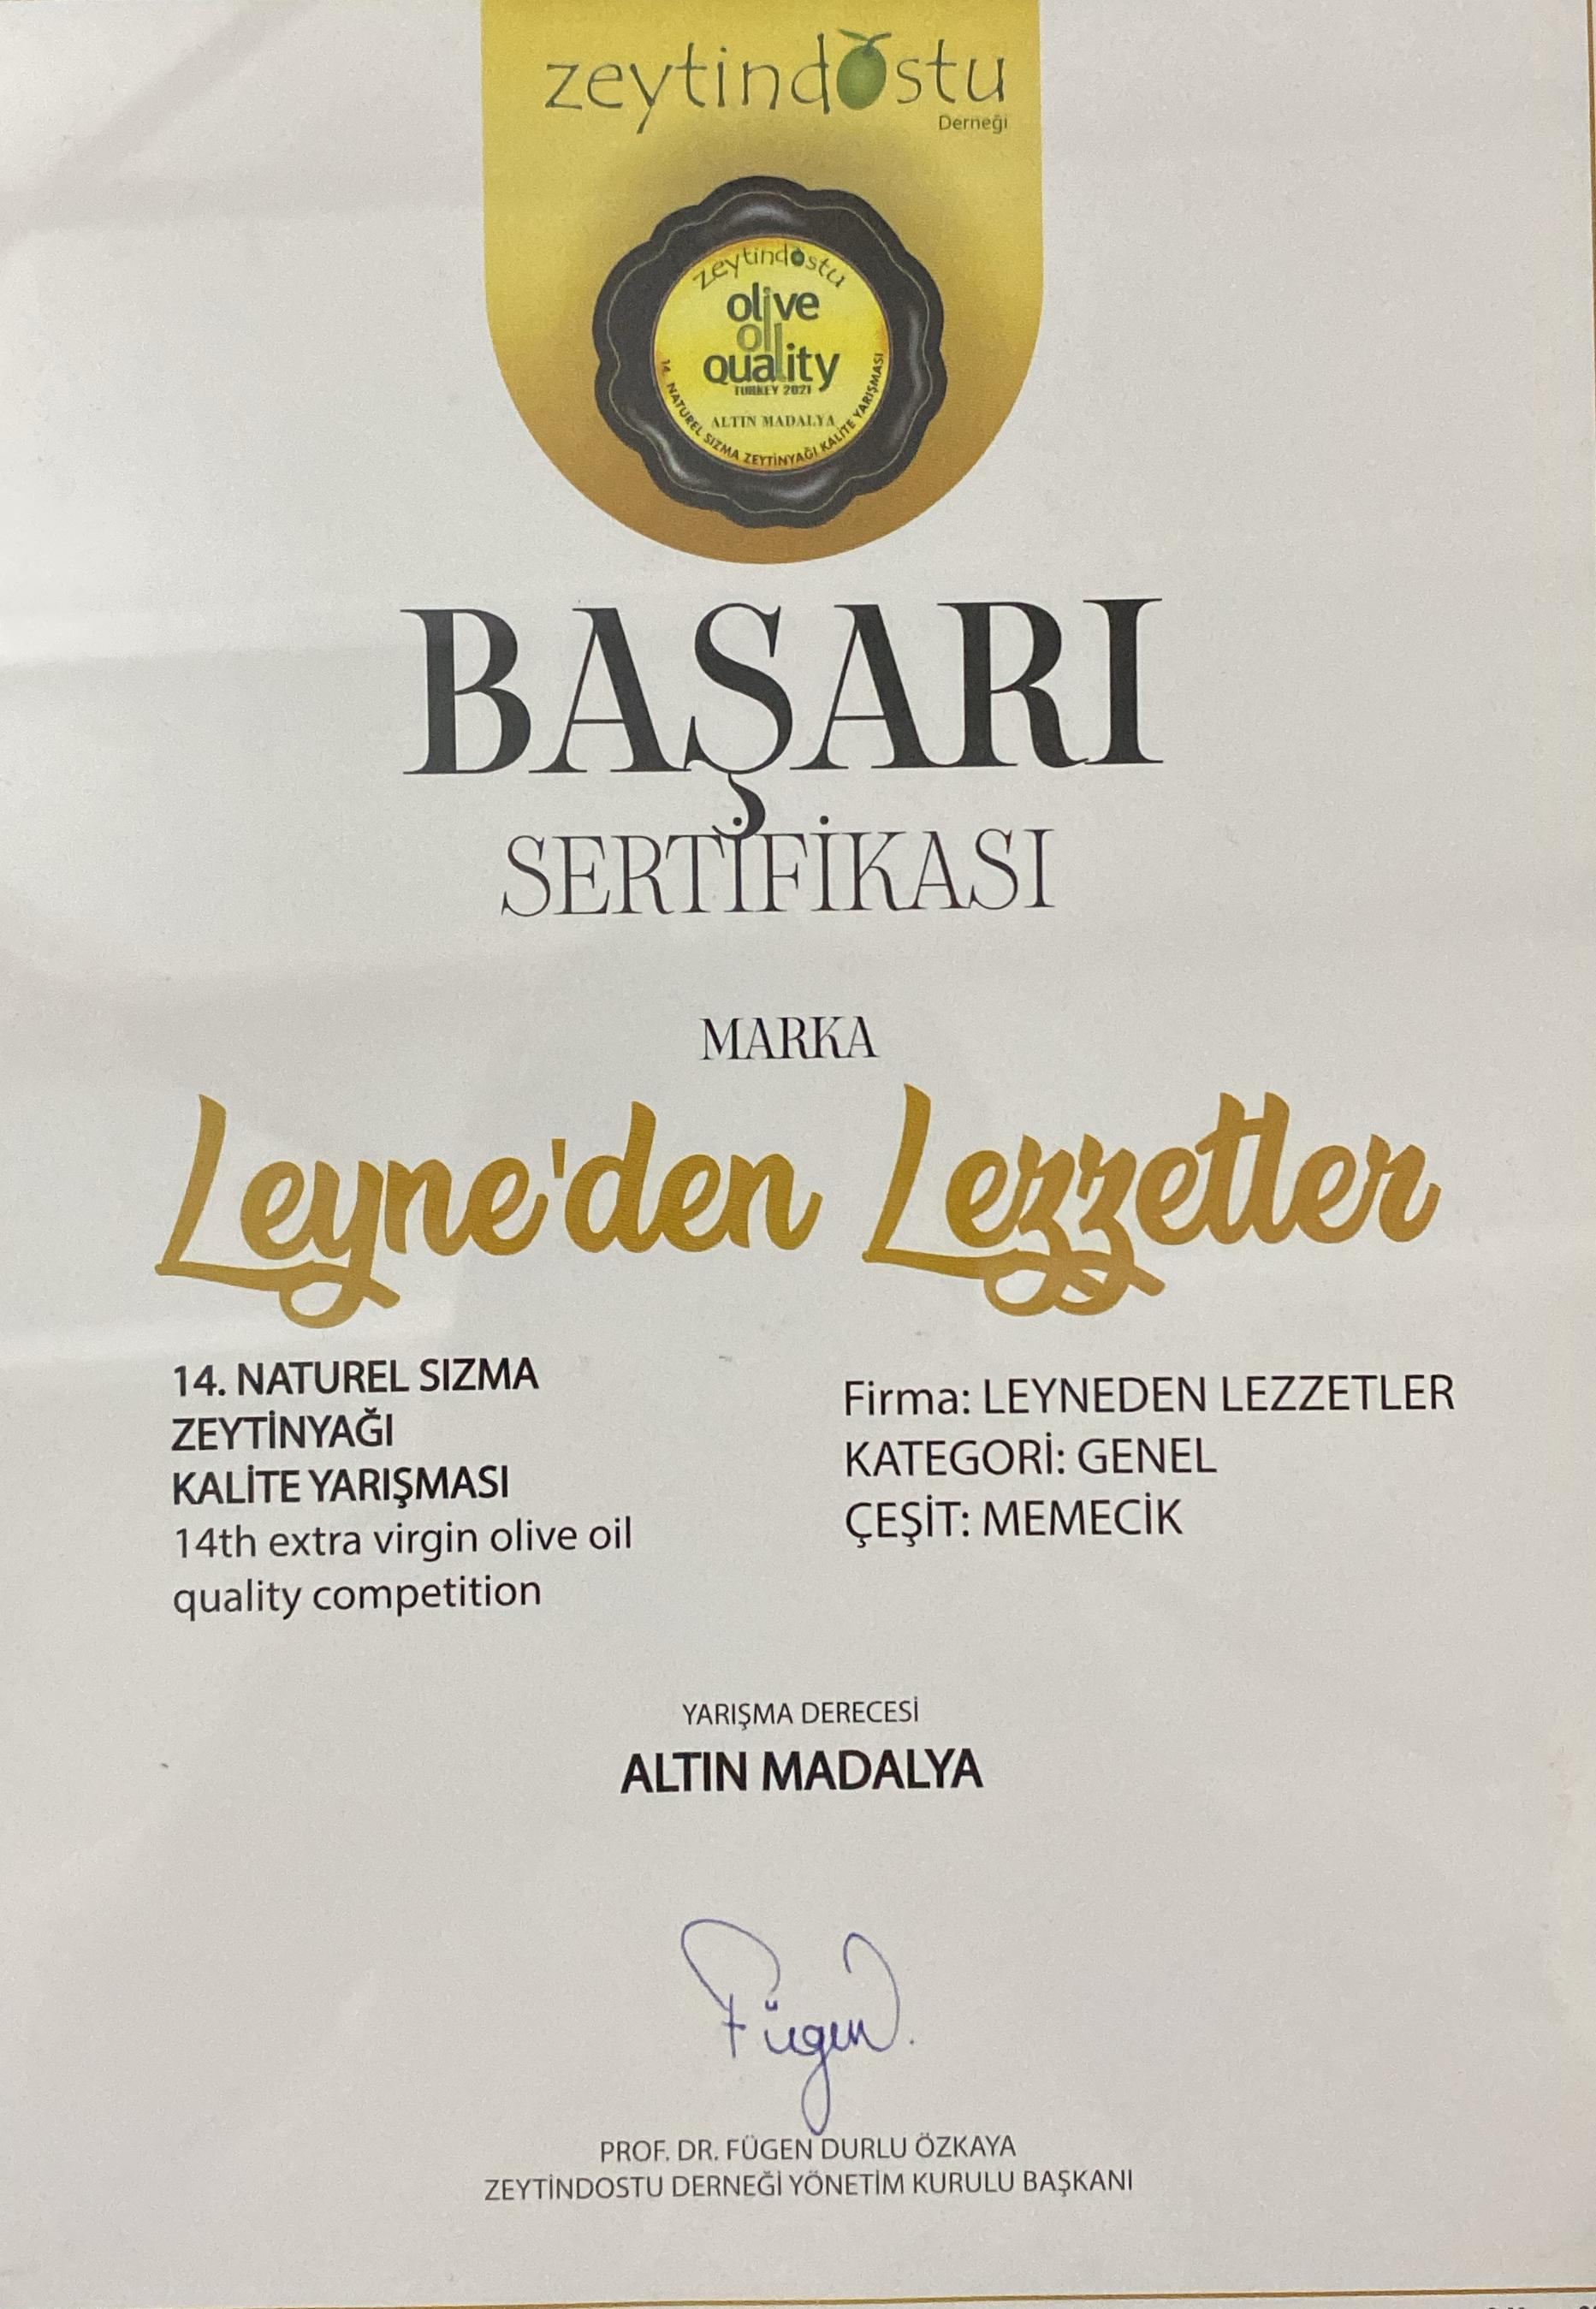 zeytindostu
Derneği
zeytindostu
olive
oil
quality
TURKEY 2021
ALTIN MADALYA
14. NATUREL SIZMA ZEYTİNYAĞI KALİTE YARIŞMASI
BAŞARI
SERTİFİKASI
MARKA
Leyne'den Lezzetler
14. NATUREL SIZMA
ZEYTİNYAĞI
KALİTE YARIŞMASI
14th extra virgin olive oil
quality competition
Firma: LEYNEDEN LEZZETLER
KATEGORİ: GENEL
ÇEŞİT: MEMECİK
YARIŞMA DERECESİ
ALTIN MADALYA
Fügen
PROF. DR. FÜGEN DURLU ÖZKAYA
ZEYTİNDOSTU DERNEĞİ YÖNETİM KURULU BAŞKANI